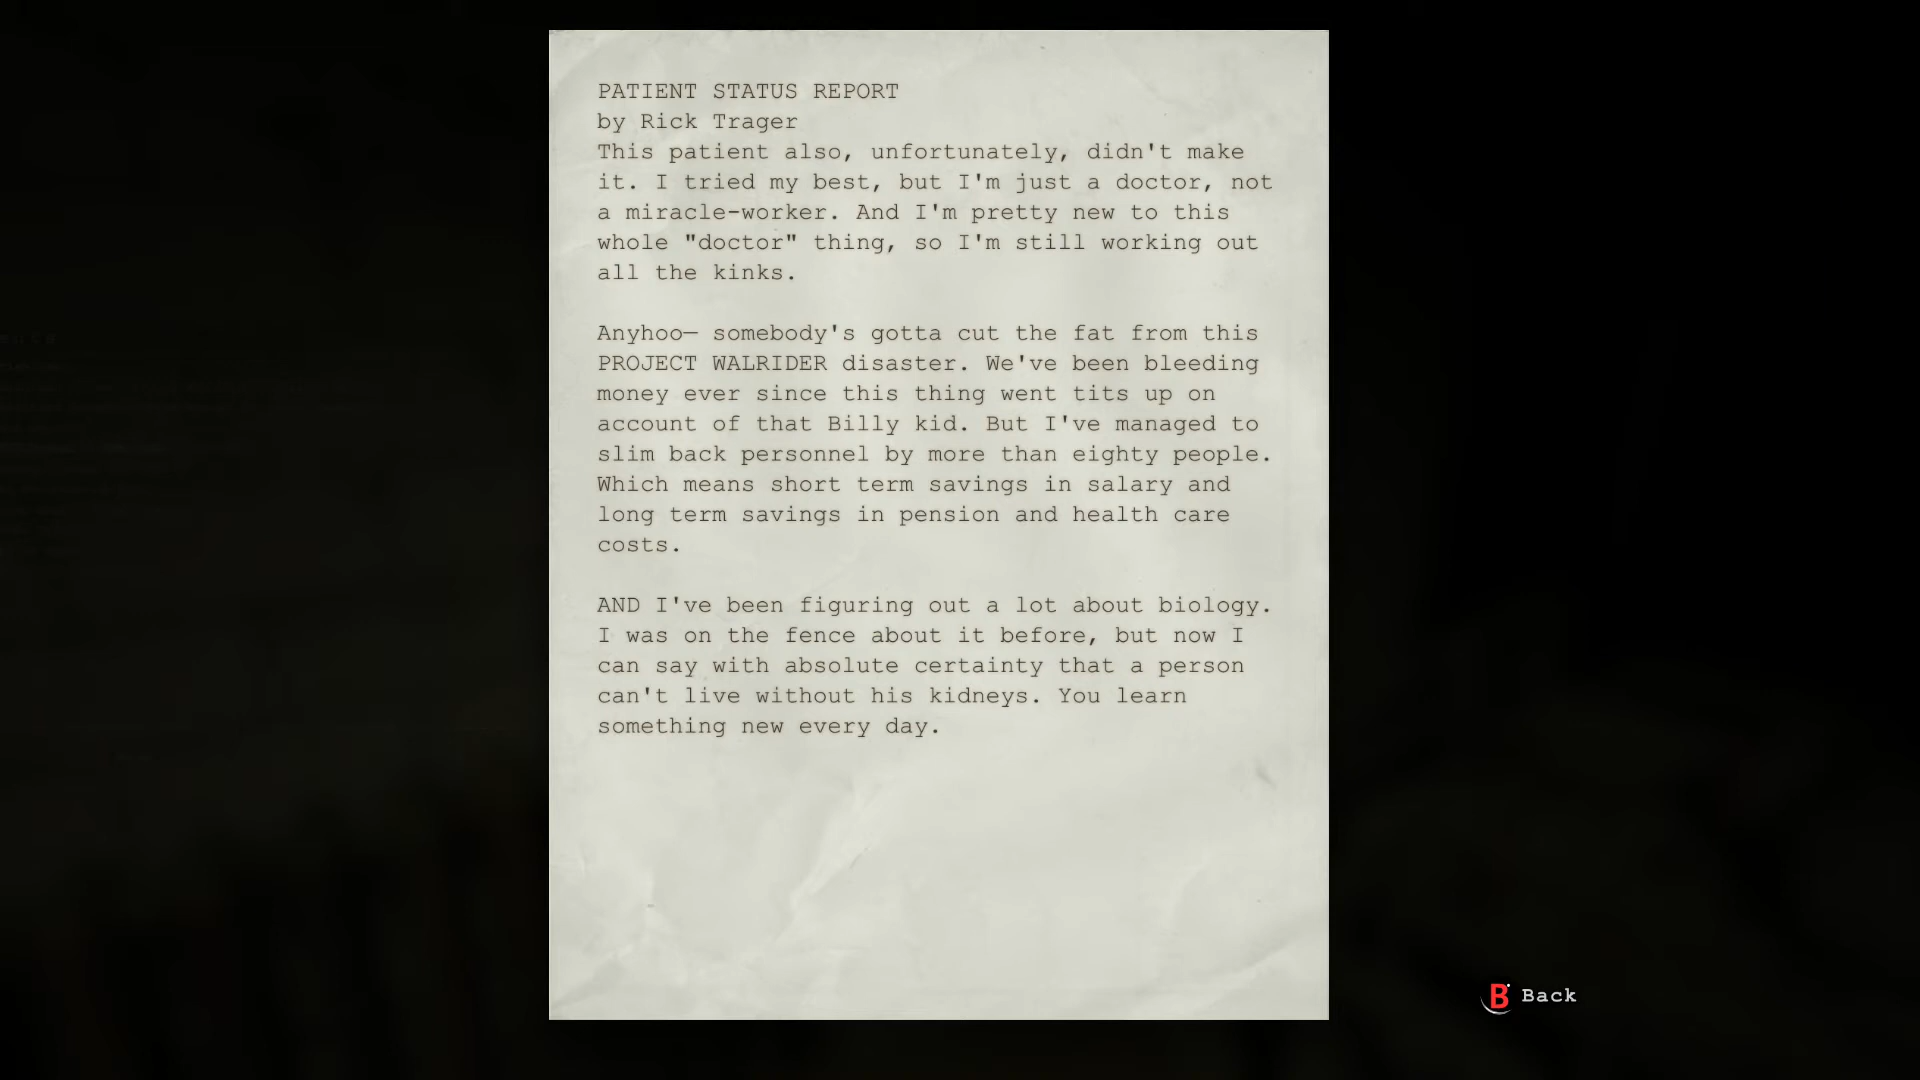 PATIENT STATUS REPORT
by Rick Trager
This patient also, unfortunately, didn't make
it. I tried my best, but I'm just a doctor, not
a miracle-worker. And I'm pretty new to this
whole "doctor" thing, so I'm still working out
all the kinks.
Anyhoo— somebody's gotta cut the fat from this
PROJECT WALRIDER disaster. We've been bleeding
money ever since this thing went tits up on
account of that Billy kid. But I've managed to
slim back personnel by more than eighty people.
Which means short term savings in salary and
long term savings in pension and health care
costs.
AND I've been figuring out a lot about biology.
I was on the fence about it before, but now I
can say with absolute certainty that a person
can't live without his kidneys. You learn
something new every day.
B Back